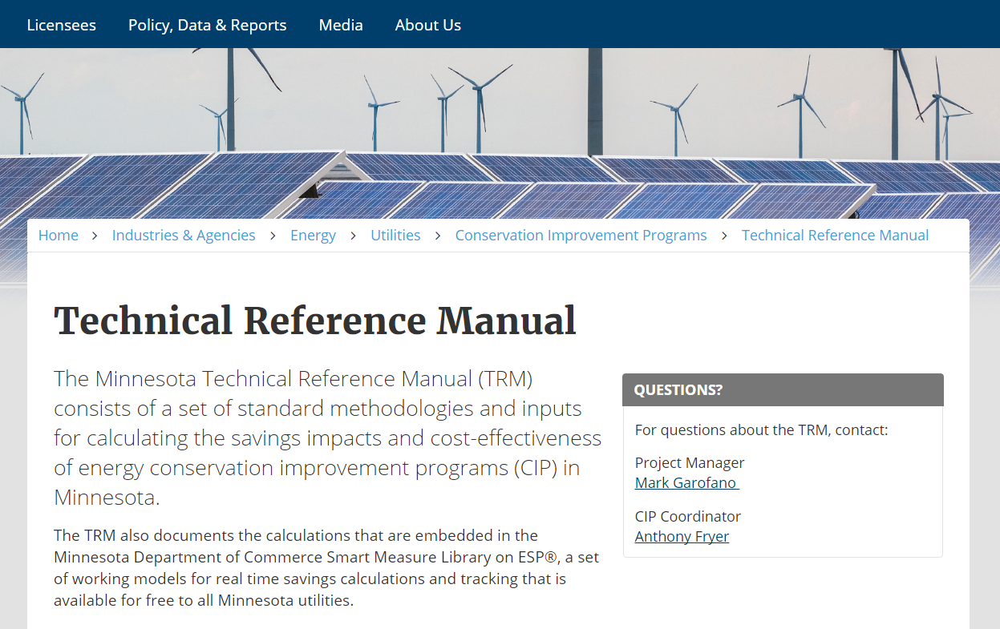 Licensees Policy, Data & Reports Media About Us
Home > Industries & Agencies > Energy > Utilities > Conservation Improvement Programs > Technical Reference Manual
Technical Reference Manual
The Minnesota Technical Reference Manual (TRM)
consists of a set of standard methodologies and inputs
for calculating the savings impacts and cost-effectiveness
of energy conservation improvement programs (CIP) in
Minnesota.
The TRM also documents the calculations that are embedded in the
Minnesota Department of Commerce Smart Measure Library on ESP®, a set
of working models for real time savings calculations and tracking that is
available for free to all Minnesota utilities.
QUESTIONS?
For questions about the TRM, contact:
Project Manager
Mark Garofano
CIP Coordinator
Anthony Fryer